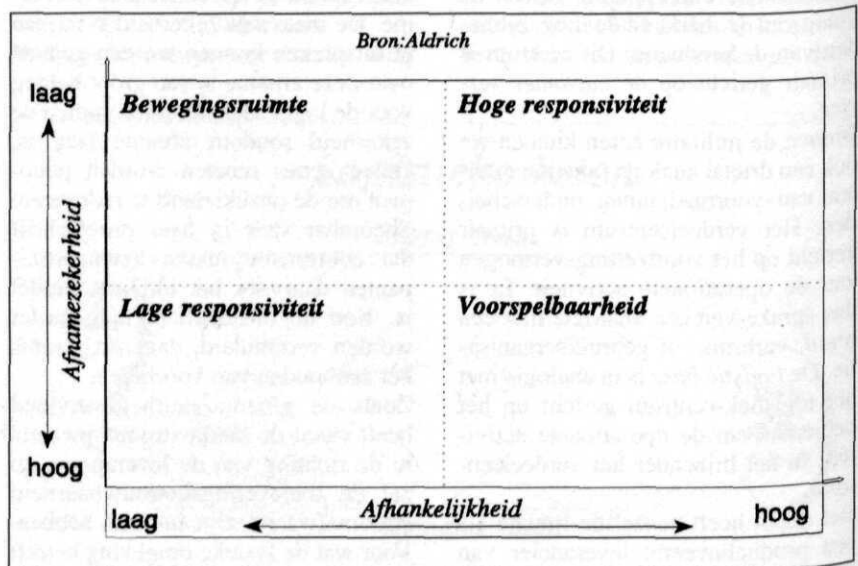 Bron: Aldrich
laag
Bewegingsruimte
Hoge responsiviteit
Afnamezekerheid
Lage responsiviteit
Voorspelbaarheid
hoog
laag
Afhankelijkheid
hoog